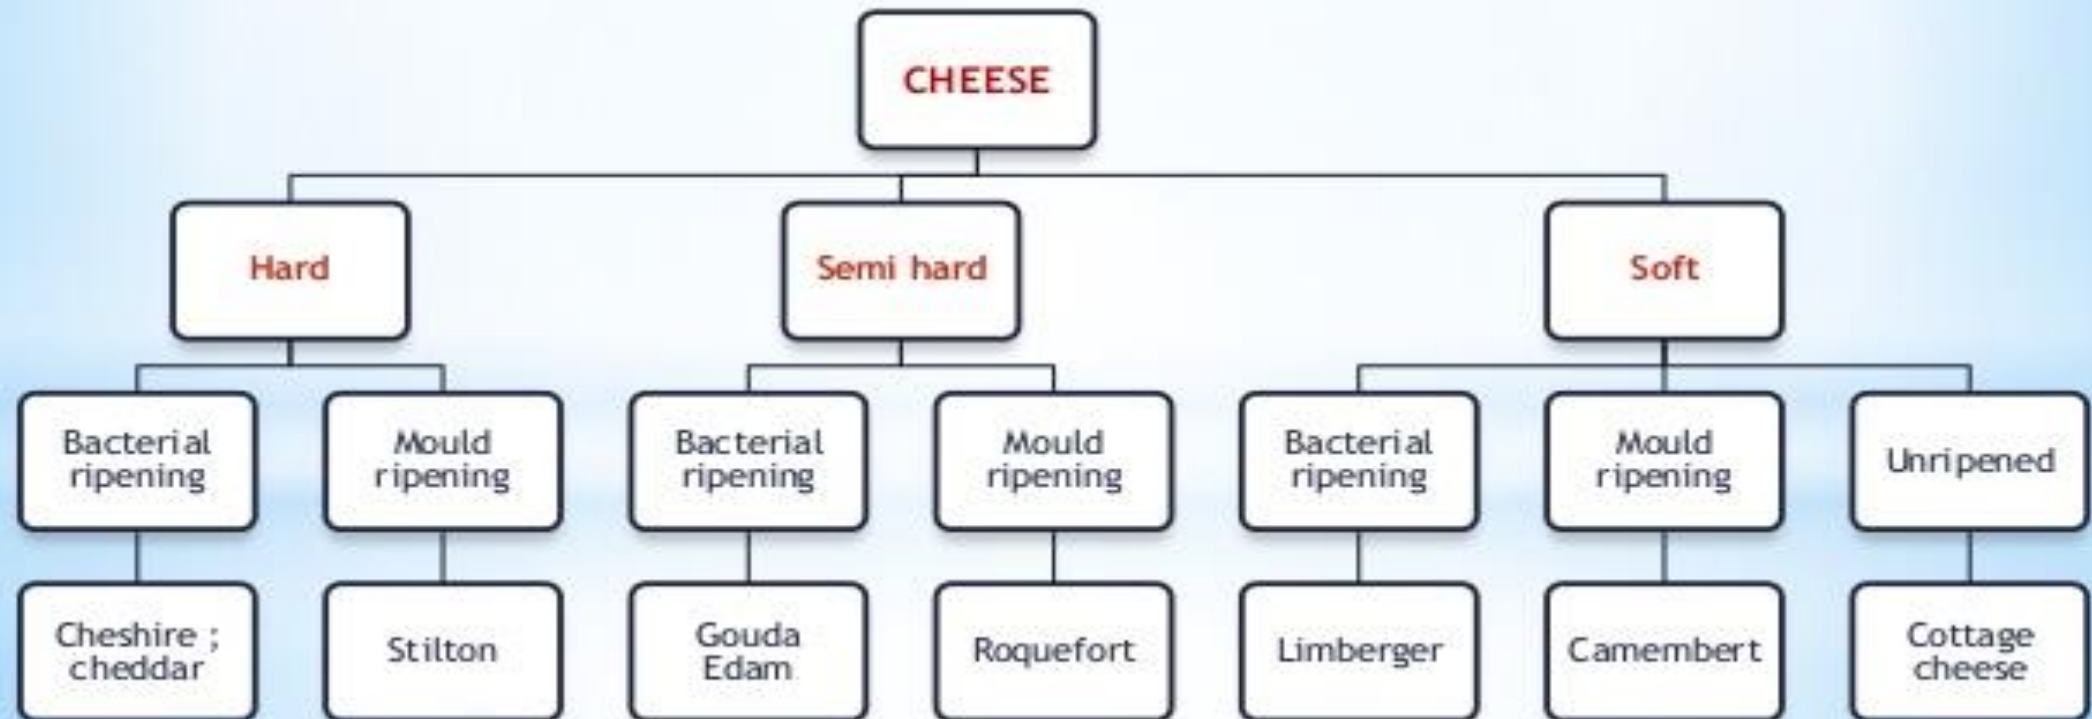 CHEESE
Hard
Semi hard
Soft
Bacterial
ripening
Mould
ripening
Bacterial
ripening
Mould
ripening
Bacterial
ripening
Mould
ripening
Unripened
Cheshire ;
cheddar
Stilton
Gouda
Edam
Roquefort
Limberger
Camembert
Cottage
cheese